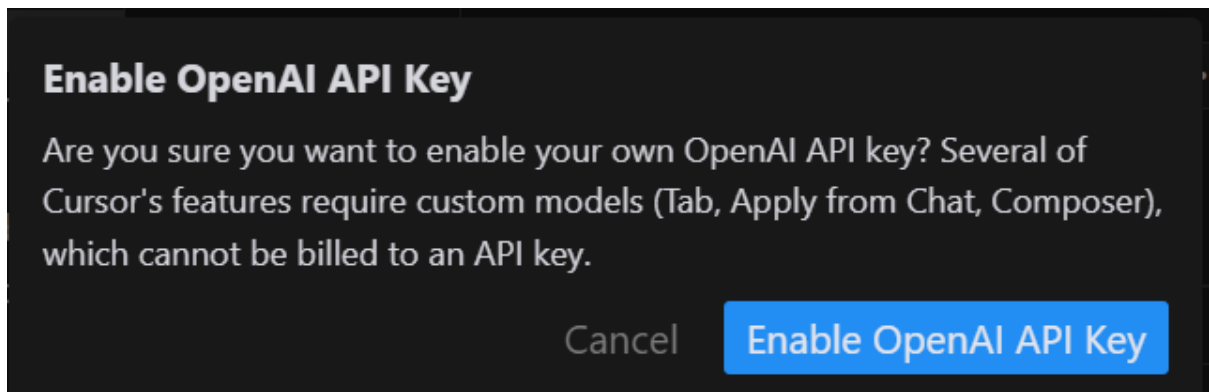 Enable OpenAI API Key
Are you sure you want to enable your own OpenAI API key? Several of
Cursor's features require custom models (Tab, Apply from Chat, Composer),
which cannot be billed to an API key.
Cancel Enable OpenAI API Key